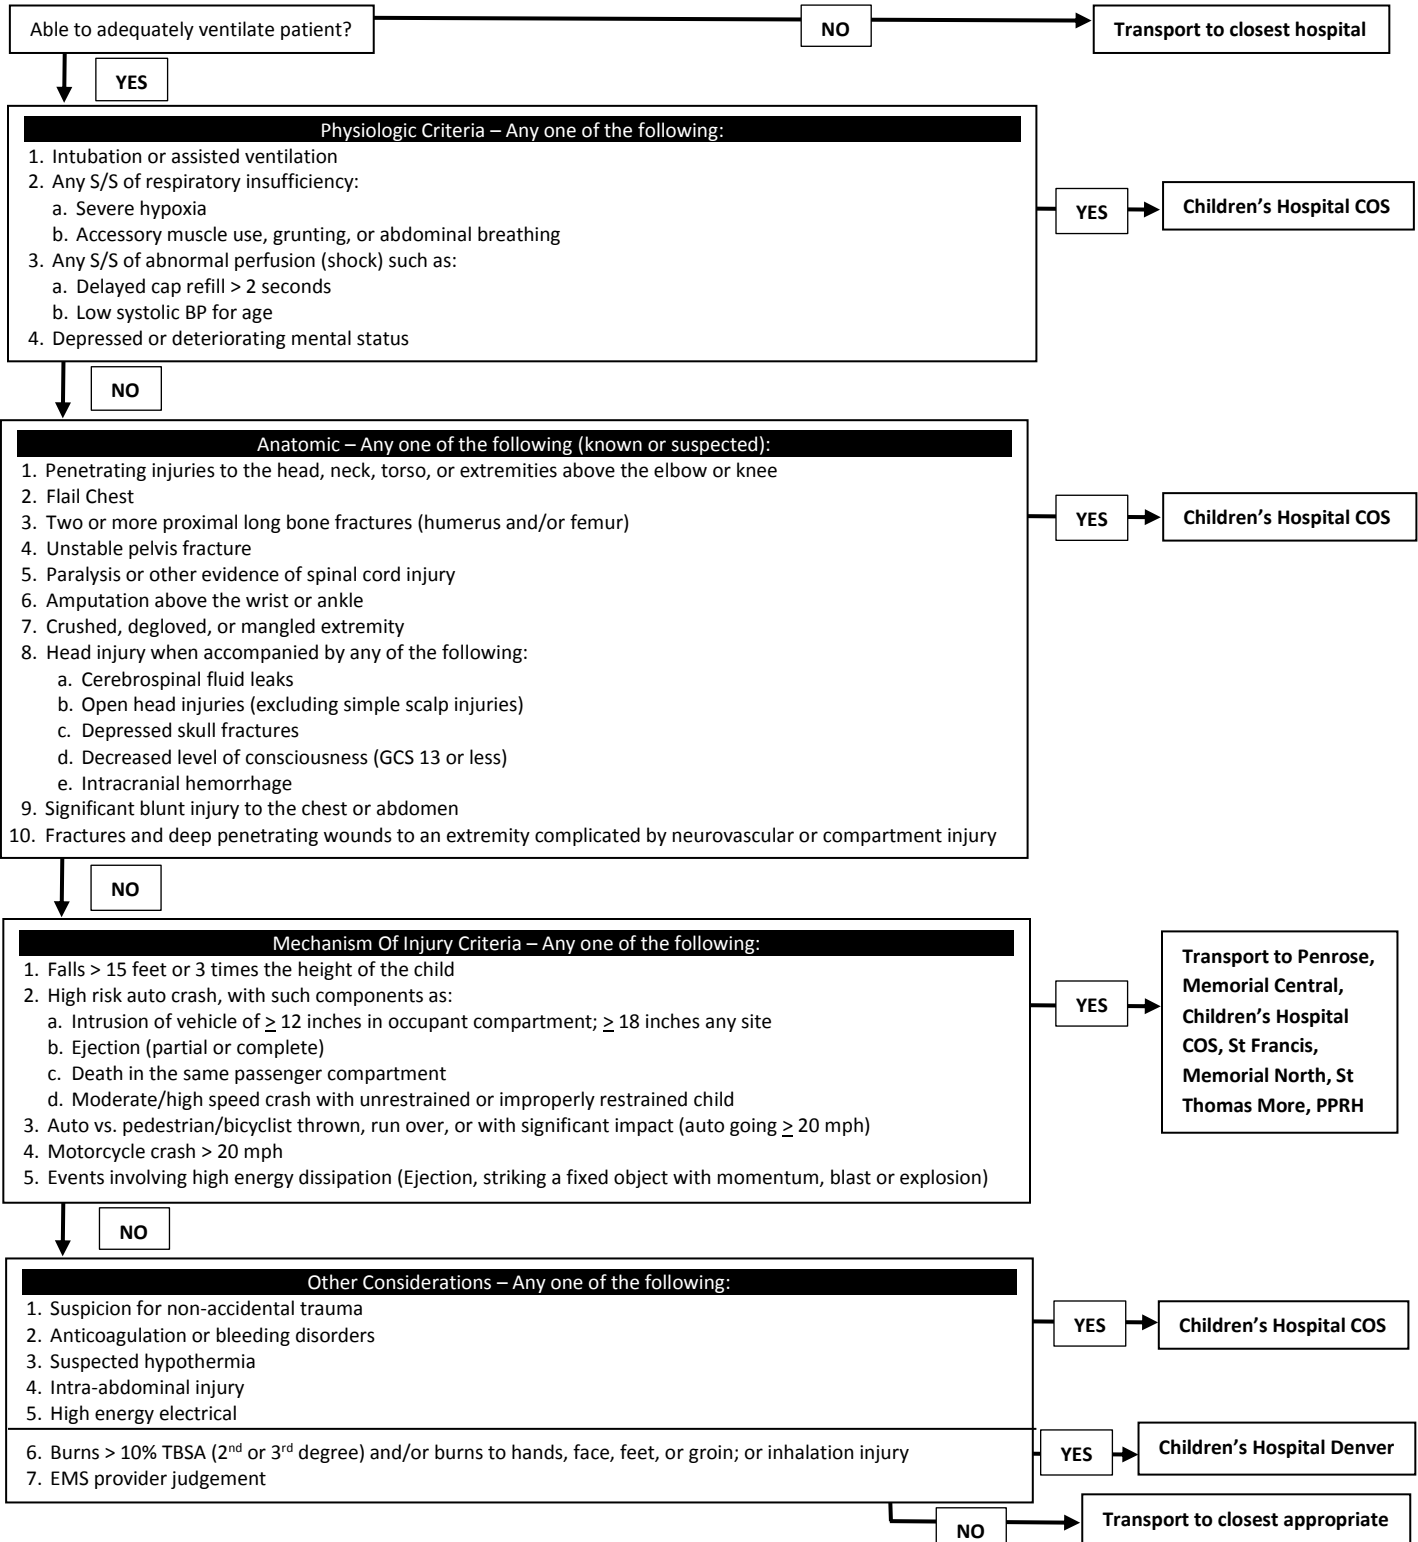 Able to adequately ventilate patient?
NO
Transport to closest hospital
YES
Physiologic Criteria – Any one of the following:
1. Intubation or assisted ventilation
2. Any S/S of respiratory insufficiency:
a. Severe hypoxia
b. Accessory muscle use, grunting, or abdominal breathing
3. Any S/S of abnormal perfusion (shock) such as:
a. Delayed cap refill > 2 seconds
b. Low systolic BP for age
4. Depressed or deteriorating mental status
YES
Children’s Hospital COS
NO
Anatomic – Any one of the following (known or suspected):
1. Penetrating injuries to the head, neck, torso, or extremities above the elbow or knee
2. Flail Chest
3. Two or more proximal long bone fractures (humerus and/or femur)
4. Unstable pelvis fracture
5. Paralysis or other evidence of spinal cord injury
6. Amputation above the wrist or ankle
7. Crushed, degloved, or mangled extremity
8. Head injury when accompanied by any of the following:
a. Cerebrospinal fluid leaks
b. Open head injuries (excluding simple scalp injuries)
c. Depressed skull fractures
d. Decreased level of consciousness (GCS 13 or less)
e. Intracranial hemorrhage
9. Significant blunt injury to the chest or abdomen
10. Fractures and deep penetrating wounds to an extremity complicated by neurovascular or compartment injury
YES
Children’s Hospital COS
NO
Mechanism Of Injury Criteria – Any one of the following:
1. Falls > 15 feet or 3 times the height of the child
2. High risk auto crash, with such components as:
a. Intrusion of vehicle of ≥ 12 inches in occupant compartment; ≥ 18 inches any site
b. Ejection (partial or complete)
c. Death in the same passenger compartment
d. Moderate/high speed crash with unrestrained or improperly restrained child
3. Auto vs. pedestrian/bicyclist thrown, run over, or with significant impact (auto going ≥ 20 mph)
4. Motorcycle crash > 20 mph
5. Events involving high energy dissipation (Ejection, striking a fixed object with momentum, blast or explosion)
YES
Transport to Penrose,
Memorial Central,
Children’s Hospital
COS, St Francis,
Memorial North, St
Thomas More, PPRH
NO
Other Considerations – Any one of the following:
1. Suspicion for non-accidental trauma
2. Anticoagulation or bleeding disorders
3. Suspected hypothermia
4. Intra-abdominal injury
5. High energy electrical
YES
Children’s Hospital COS
6. Burns > 10% TBSA (2nd or 3rd degree) and/or burns to hands, face, feet, or groin; or inhalation injury
7. EMS provider judgement
YES
Children’s Hospital Denver
NO
Transport to closest appropriate